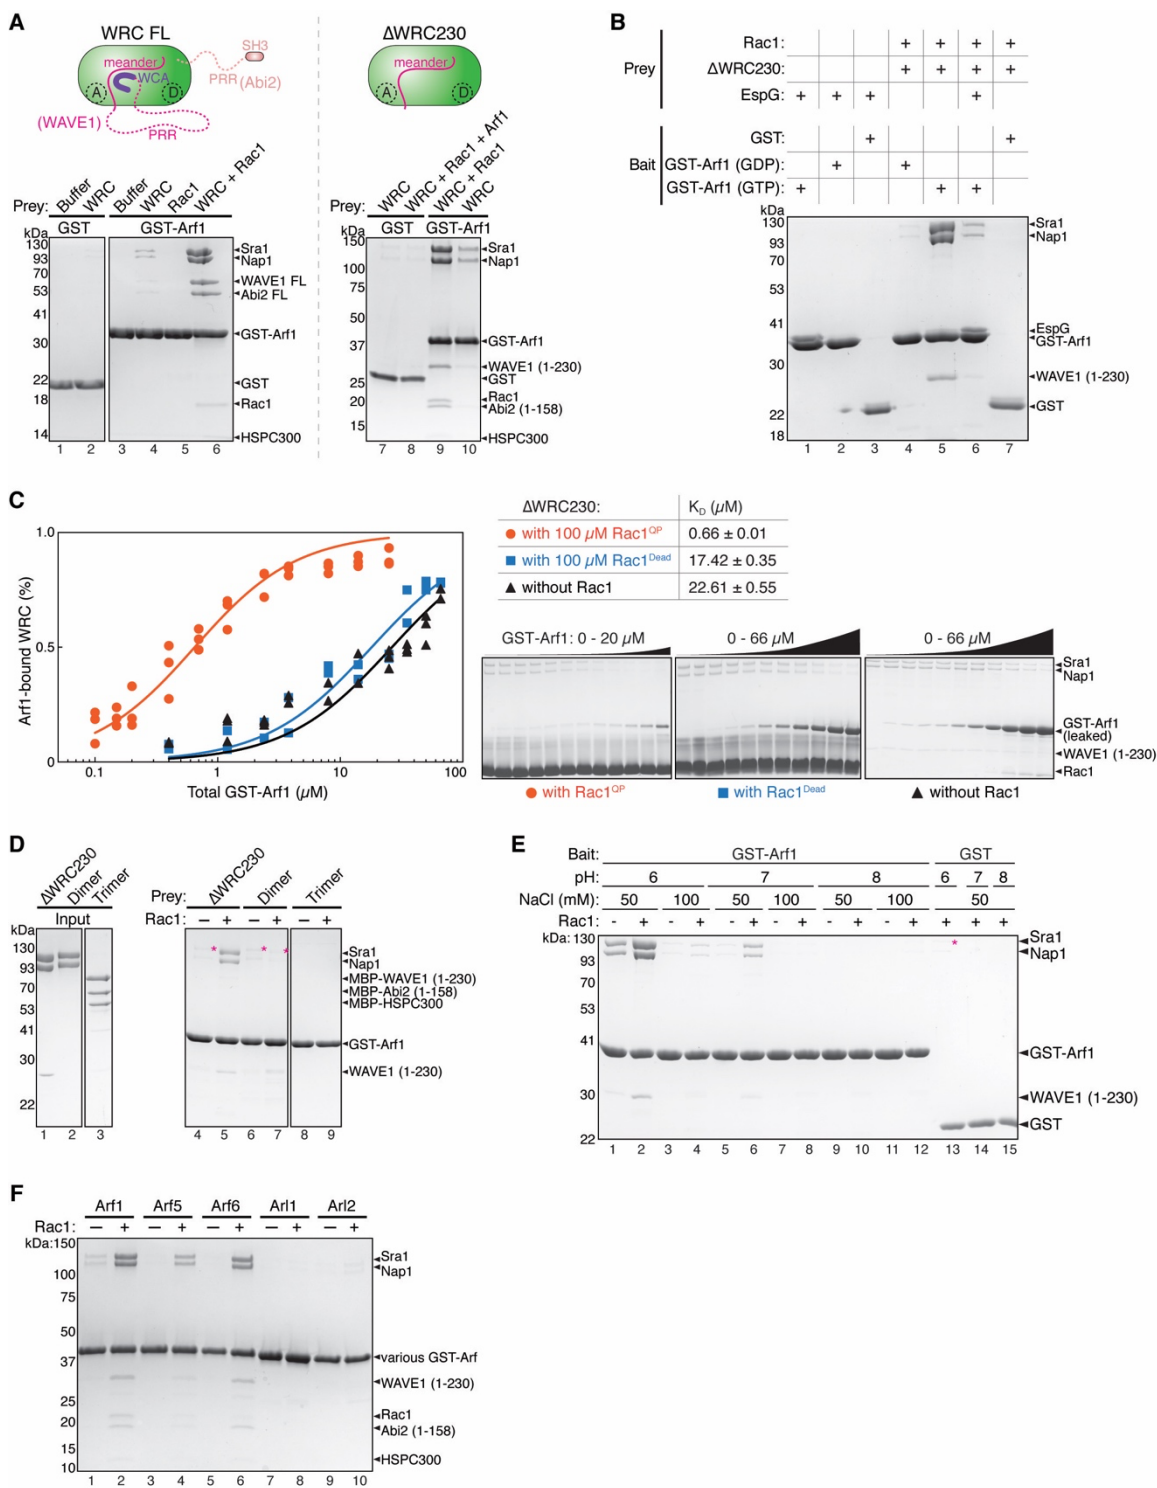 A
WRC FL
meander
WCA
A
D
SH3
PRR (Abi2)
(WAVE1)
PRR
ΔWRC230
meander
A
D
Prey: Buffer WRC Buffer WRC Rac1 WRC + Rac1
GST GST-Arf1
kDa
130
93
70
53
41
30
22
18
14
Sra1
Nap1
WAVE1 FL
Abi2 FL
GST-Arf1
GST
Rac1
HSPC300
1 2 3 4 5 6
Prey: WRC WRC + Rac1 + Arf1 WRC + Rac1 WRC
GST GST-Arf1
kDa
150
100
75
50
37
25
20
15
Sra1
Nap1
GST-Arf1
WAVE1 (1-230)
GST
Rac1
Abi2 (1-158)
HSPC300
7 8 9 10
B
Prey
Rac1: + + + +
ΔWRC230: + + + +
EspG: + + + +
Bait
GST: + +
GST-Arf1 (GDP): + +
GST-Arf1 (GTP): + + +
kDa
130
93
70
53
41
30
22
18
Sra1
Nap1
EspG
GST-Arf1
WAVE1 (1-230)
GST
1 2 3 4 5 6 7
C
Arf1-bound WRC (%)
1.0
0.5
0
0.1 1 10 100
Total GST-Arf1 (µM)
ΔWRC230: KD (µM)
with 100 µM Rac1QP 0.66 ± 0.01
with 100 µM Rac1Dead 17.42 ± 0.35
without Rac1 22.61 ± 0.55
GST-Arf1: 0 - 20 µM 0 - 66 µM 0 - 66 µM
Sra1
Nap1
GST-Arf1
(leaked)
WAVE1 (1-230)
Rac1
with Rac1QP with Rac1Dead without Rac1
D
ΔWRC230 Dimer Trimer
Input
kDa
130
93
70
53
41
30
22
1 2 3
Prey: ΔWRC230 Dimer Trimer
Rac1: – + – + – +
* * *
Sra1
Nap1
MBP-WAVE1 (1-230)
MBP-Abi2 (1-158)
MBP-HSPC300
GST-Arf1
WAVE1 (1-230)
4 5 6 7 8 9
E
Bait: GST-Arf1 GST
pH: 6 7 8 6 7 8
NaCl (mM): 50 100 50 100 50 100 50
Rac1: - + - + - + - + - + - + + + +
kDa: 130
93
70
53
41
30
22
*
Sra1
Nap1
GST-Arf1
WAVE1 (1-230)
GST
1 2 3 4 5 6 7 8 9 10 11 12 13 14 15
F
Arf1 Arf5 Arf6 Arl1 Arl2
Rac1: – + – + – + – + – +
kDa: 150
100
75
50
37
25
20
15
10
Sra1
Nap1
various GST-Arf
WAVE1 (1-230)
Rac1
Abi2 (1-158)
HSPC300
1 2 3 4 5 6 7 8 9 10